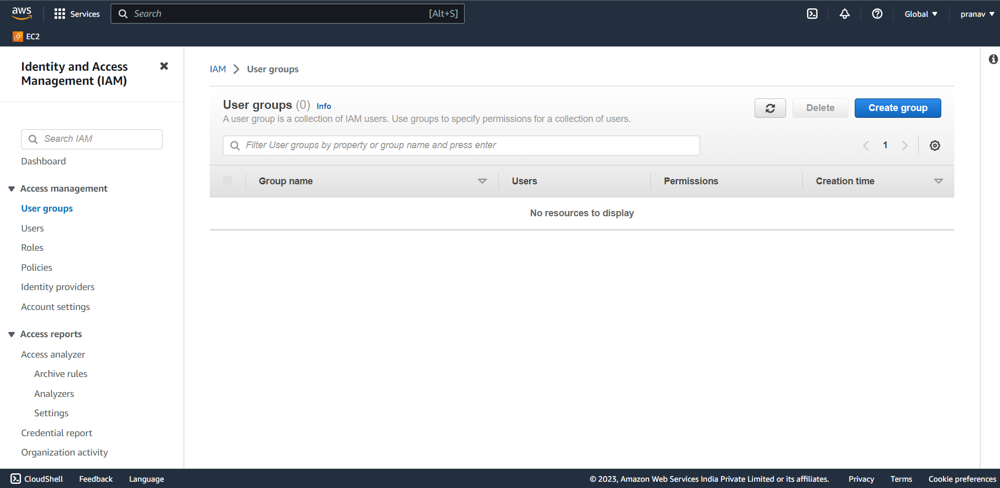 aws
Services
Search [Alt+S]
Global
pranav
EC2
Identity and Access
Management (IAM)
Search IAM
Dashboard
Access management
User groups
Users
Roles
Policies
Identity providers
Account settings
Access reports
Access analyzer
Archive rules
Analyzers
Settings
Credential report
Organization activity
IAM > User groups
User groups (0) Info
A user group is a collection of IAM users. Use groups to specify permissions for a collection of users.
Delete
Create group
Filter User groups by property or group name and press enter
1
Group name Users Permissions Creation time
No resources to display
CloudShell Feedback Language
© 2023, Amazon Web Services India Private Limited or its affiliates. Privacy Terms Cookie preferences